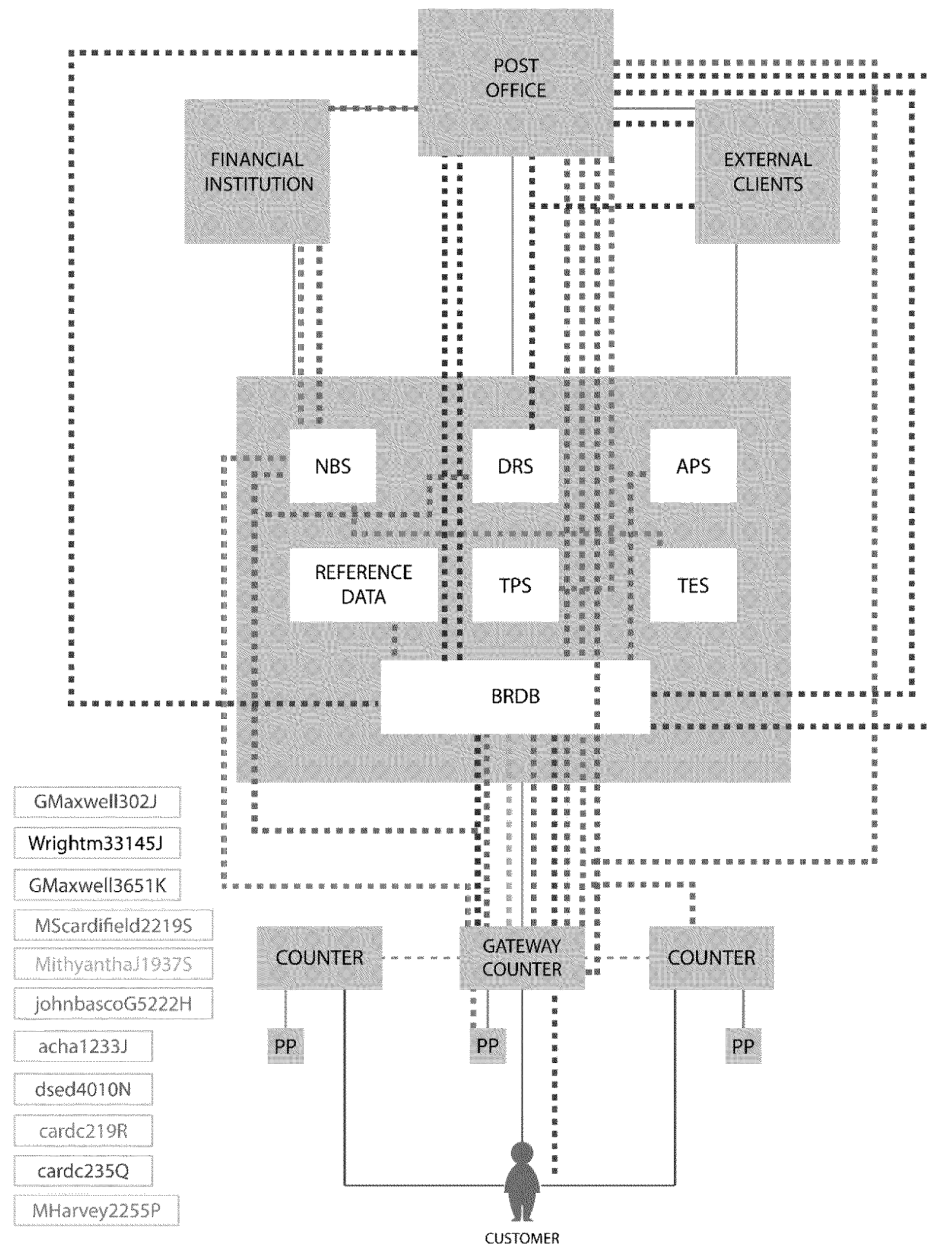 POST
OFFICE
FINANCIAL
INSTITUTION
EXTERNAL
CLIENTS
NBS
DRS
APS
REFERENCE
DATA
TPS
TES
BRDB
GMaxwell302J
Wrightm33145J
GMaxwell3651K
MScardifield2219S
MithyanthaJ1937S
johnbascoG5222H
acha1233J
dsed4010N
cardc219R
cardc235Q
MHarvey2255P
COUNTER
GATEWAY
COUNTER
COUNTER
PP
PP
PP
CUSTOMER